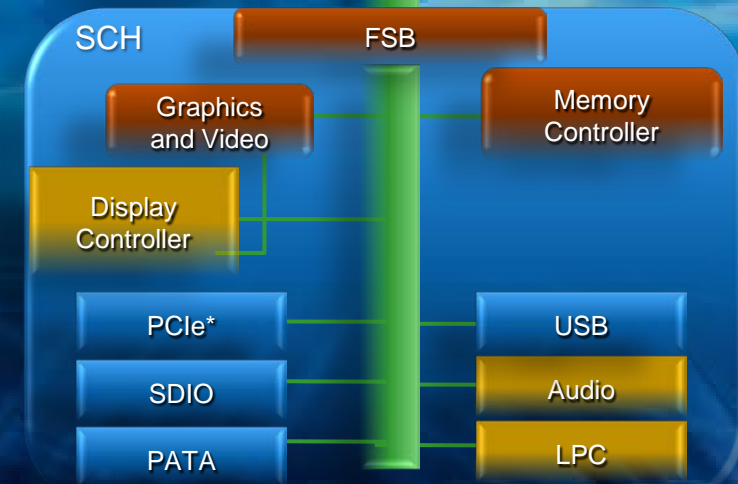 SCH
FSB
Graphics
and Video
Memory
Controller
Display
Controller
PCIe*
USB
SDIO
Audio
PATA
LPC